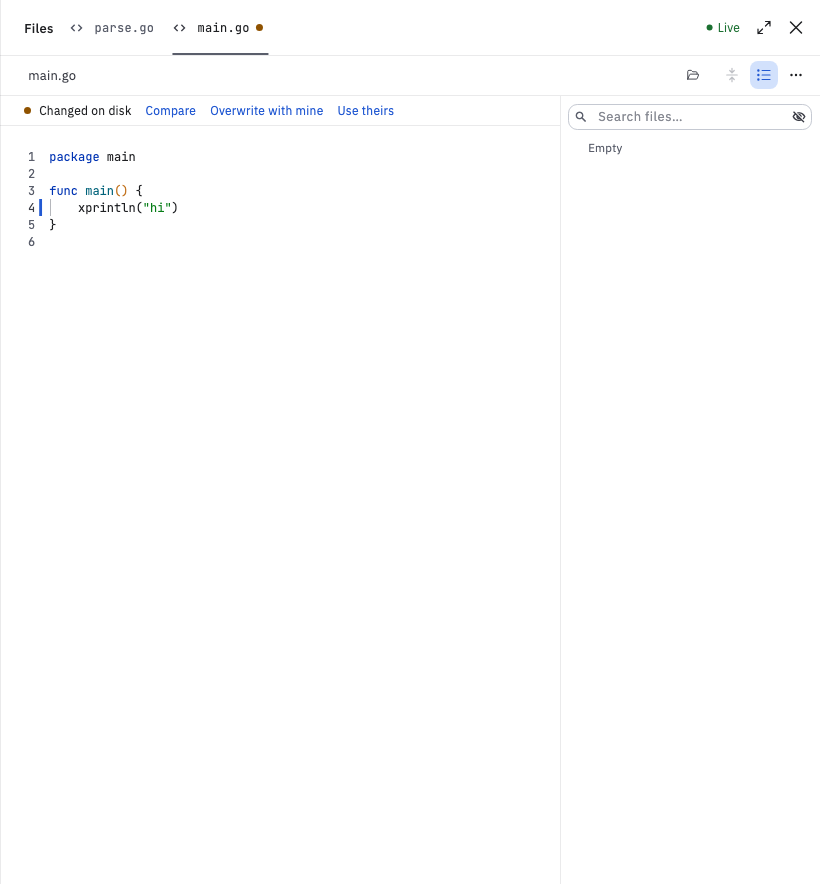 Files <> parse.go <> main.go Live
main.go
Changed on disk Compare Overwrite with mine Use theirs
Search files...
Empty
1 package main
2
3 func main() {
4     xprintln("hi")
5 }
6